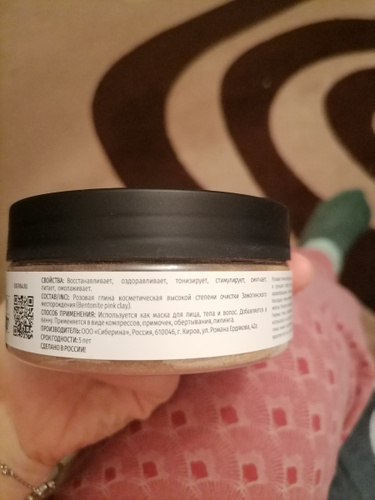 СВОЙСТВА: Восстанавливает, оздоравливает, тонизирует, стимулирует, смягчает,
питает, омолаживает.
СОСТАВ/INCI: Розовая глина косметическая высокой степени очистки
месторождения (Bentonite pink clay).
СПОСОБ ПРИМЕНЕНИЯ: Используется как маска для лица, тела и волос. Добавляется в
ванну. Применяется в виде компрессов, примочек, обертывания, пилинга.
ПРОИЗВОДИТЕЛЬ: ООО «Сиберина», Россия, 610046, г. Киров, ул. Романа Ердякова, 42г.
СРОК ГОДНОСТИ: 5 лет
СДЕЛАНО В РОССИИ!